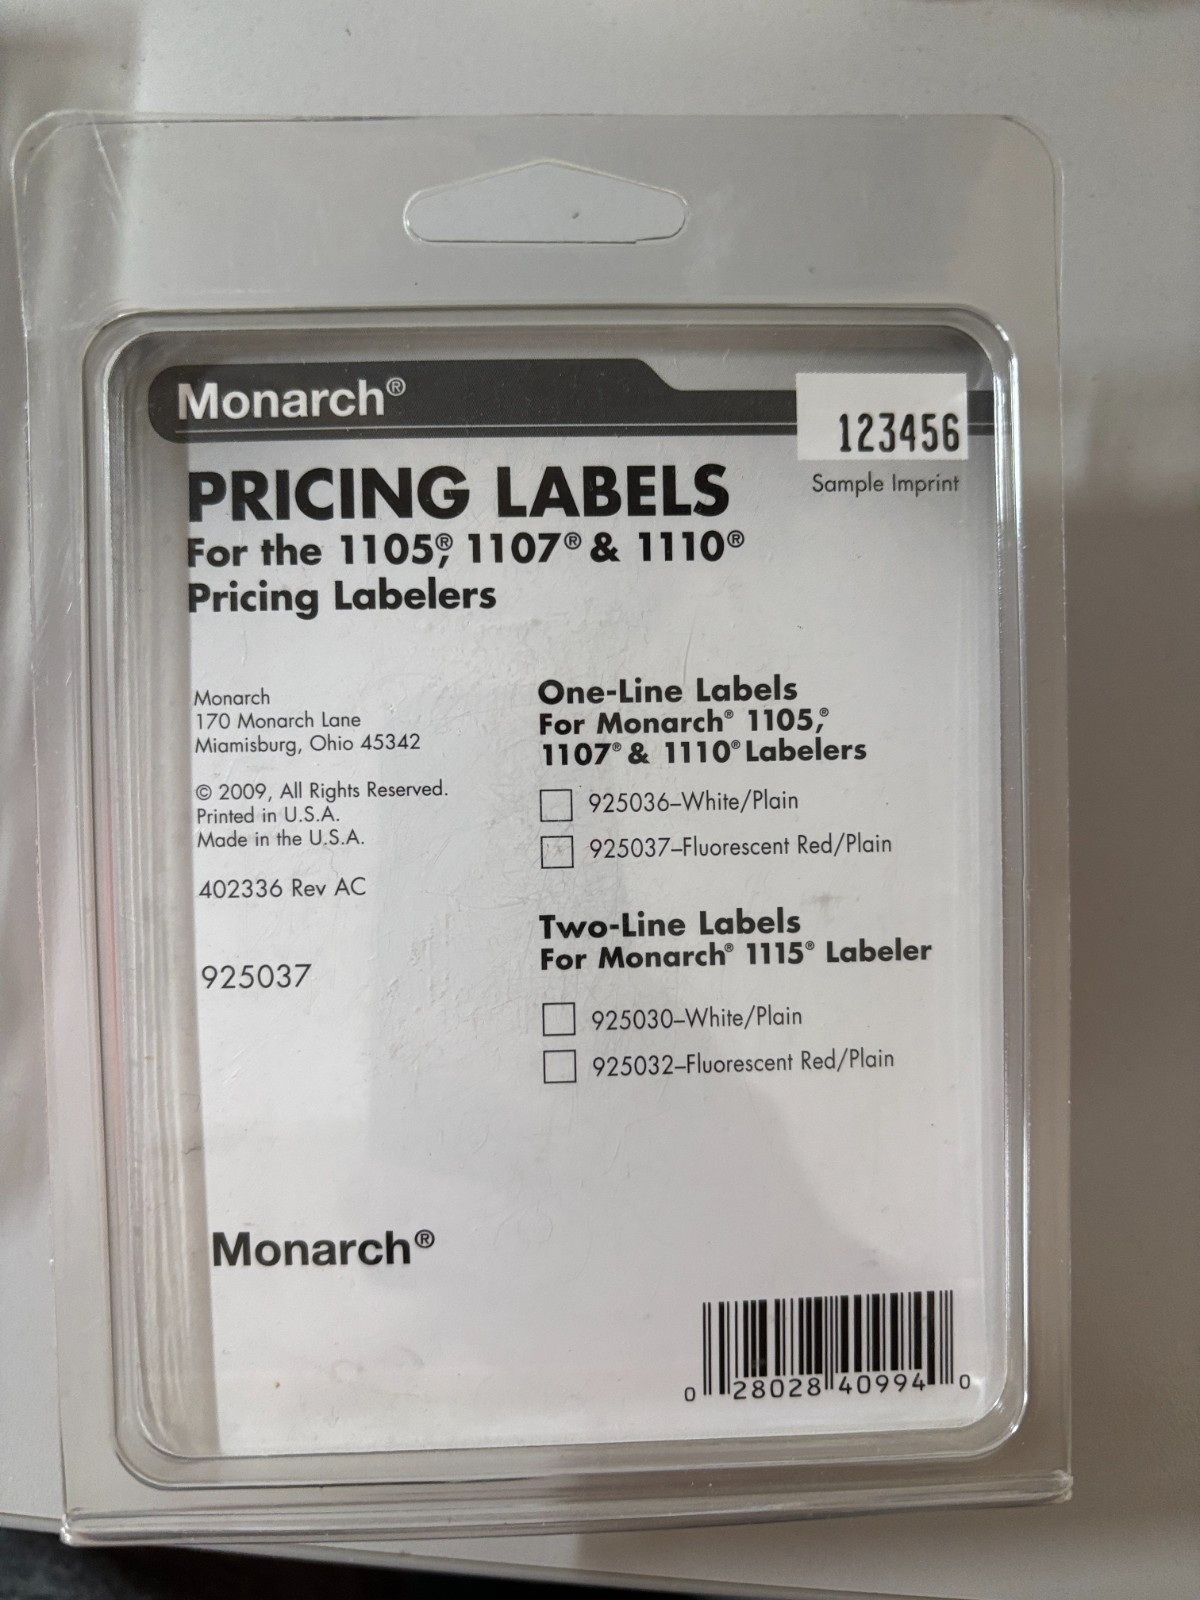 Monarch®
123456
Sample Imprint
PRICING LABELS
For the 1105®, 1107® & 1110®
Pricing Labelers
Monarch
170 Monarch Lane
Miamisburg, Ohio 45342
© 2009, All Rights Reserved.
Printed in U.S.A.
Made in the U.S.A.
402336 Rev AC
925037
One-Line Labels
For Monarch® 1105,®
1107® & 1110® Labelers
925036–White/Plain
925037–Fluorescent Red/Plain
Two-Line Labels
For Monarch® 1115® Labeler
925030–White/Plain
925032–Fluorescent Red/Plain
Monarch®
0 28028 40994 0